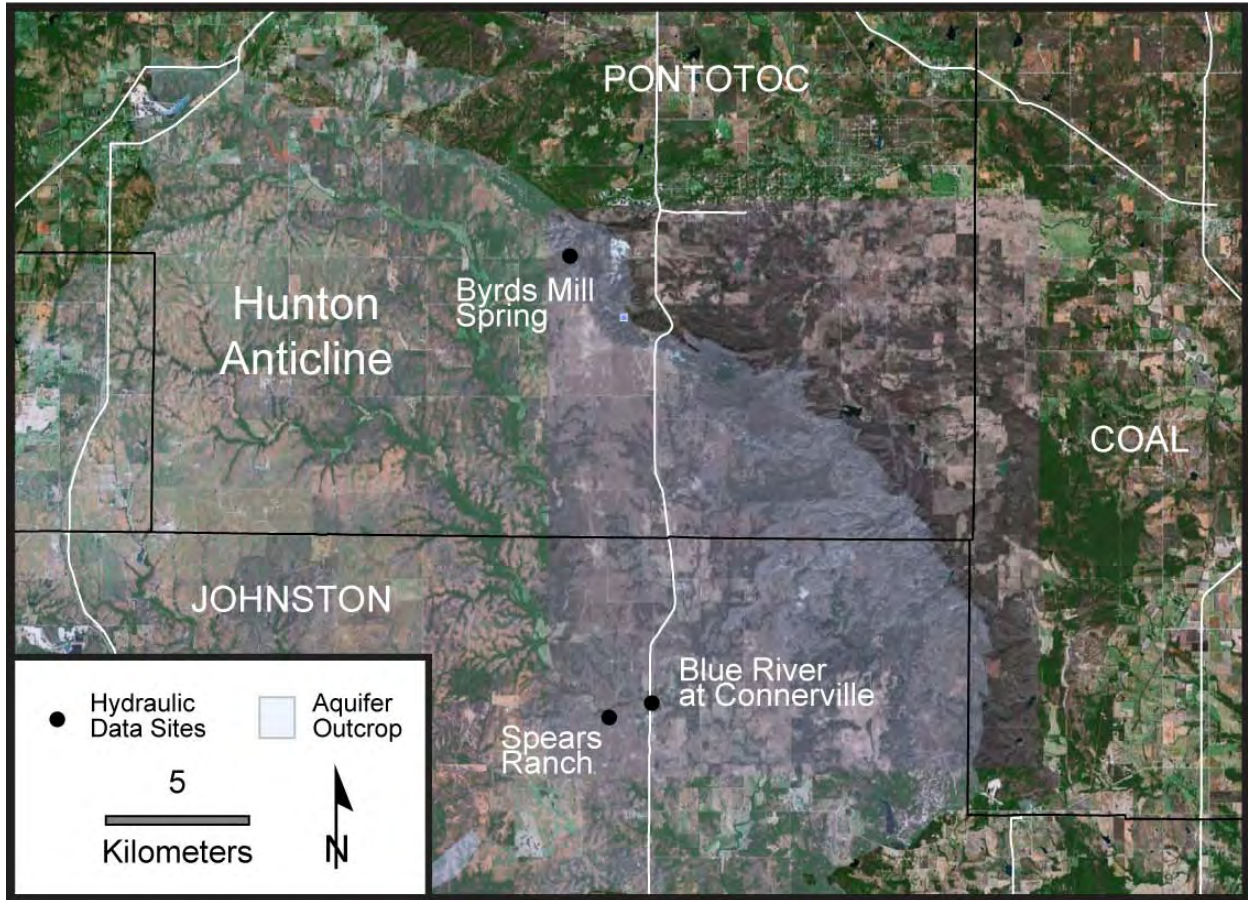 PONTOTOC
Byrds Mill
Spring
Hunton
Anticline
COAL
JOHNSTON
Blue River
at Connerville
Spears
Ranch
Hydraulic
Data Sites
Aquifer
Outcrop
5
Kilometers
N